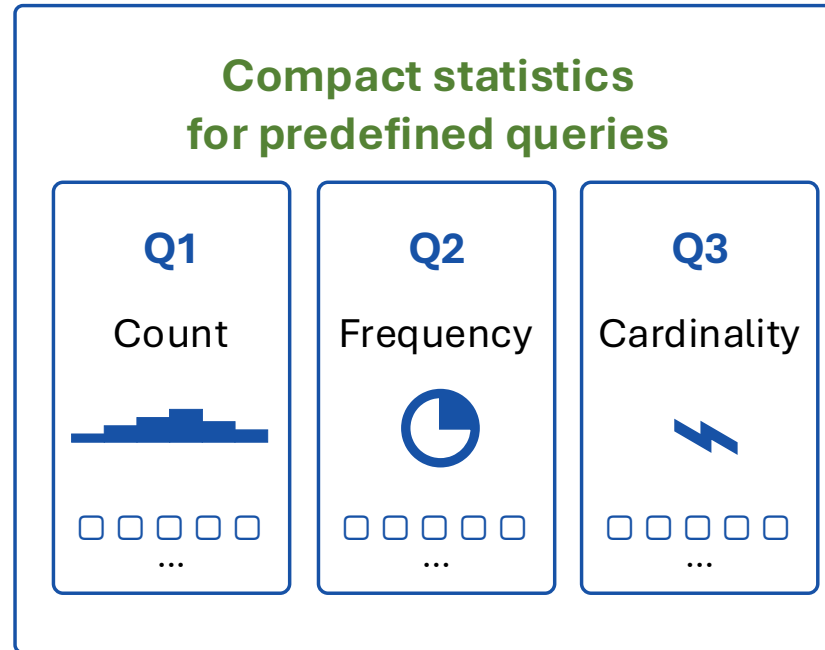 Compact statistics
for predefined queries
Q1
Count
...
Q2
Frequency
...
Q3
Cardinality
...